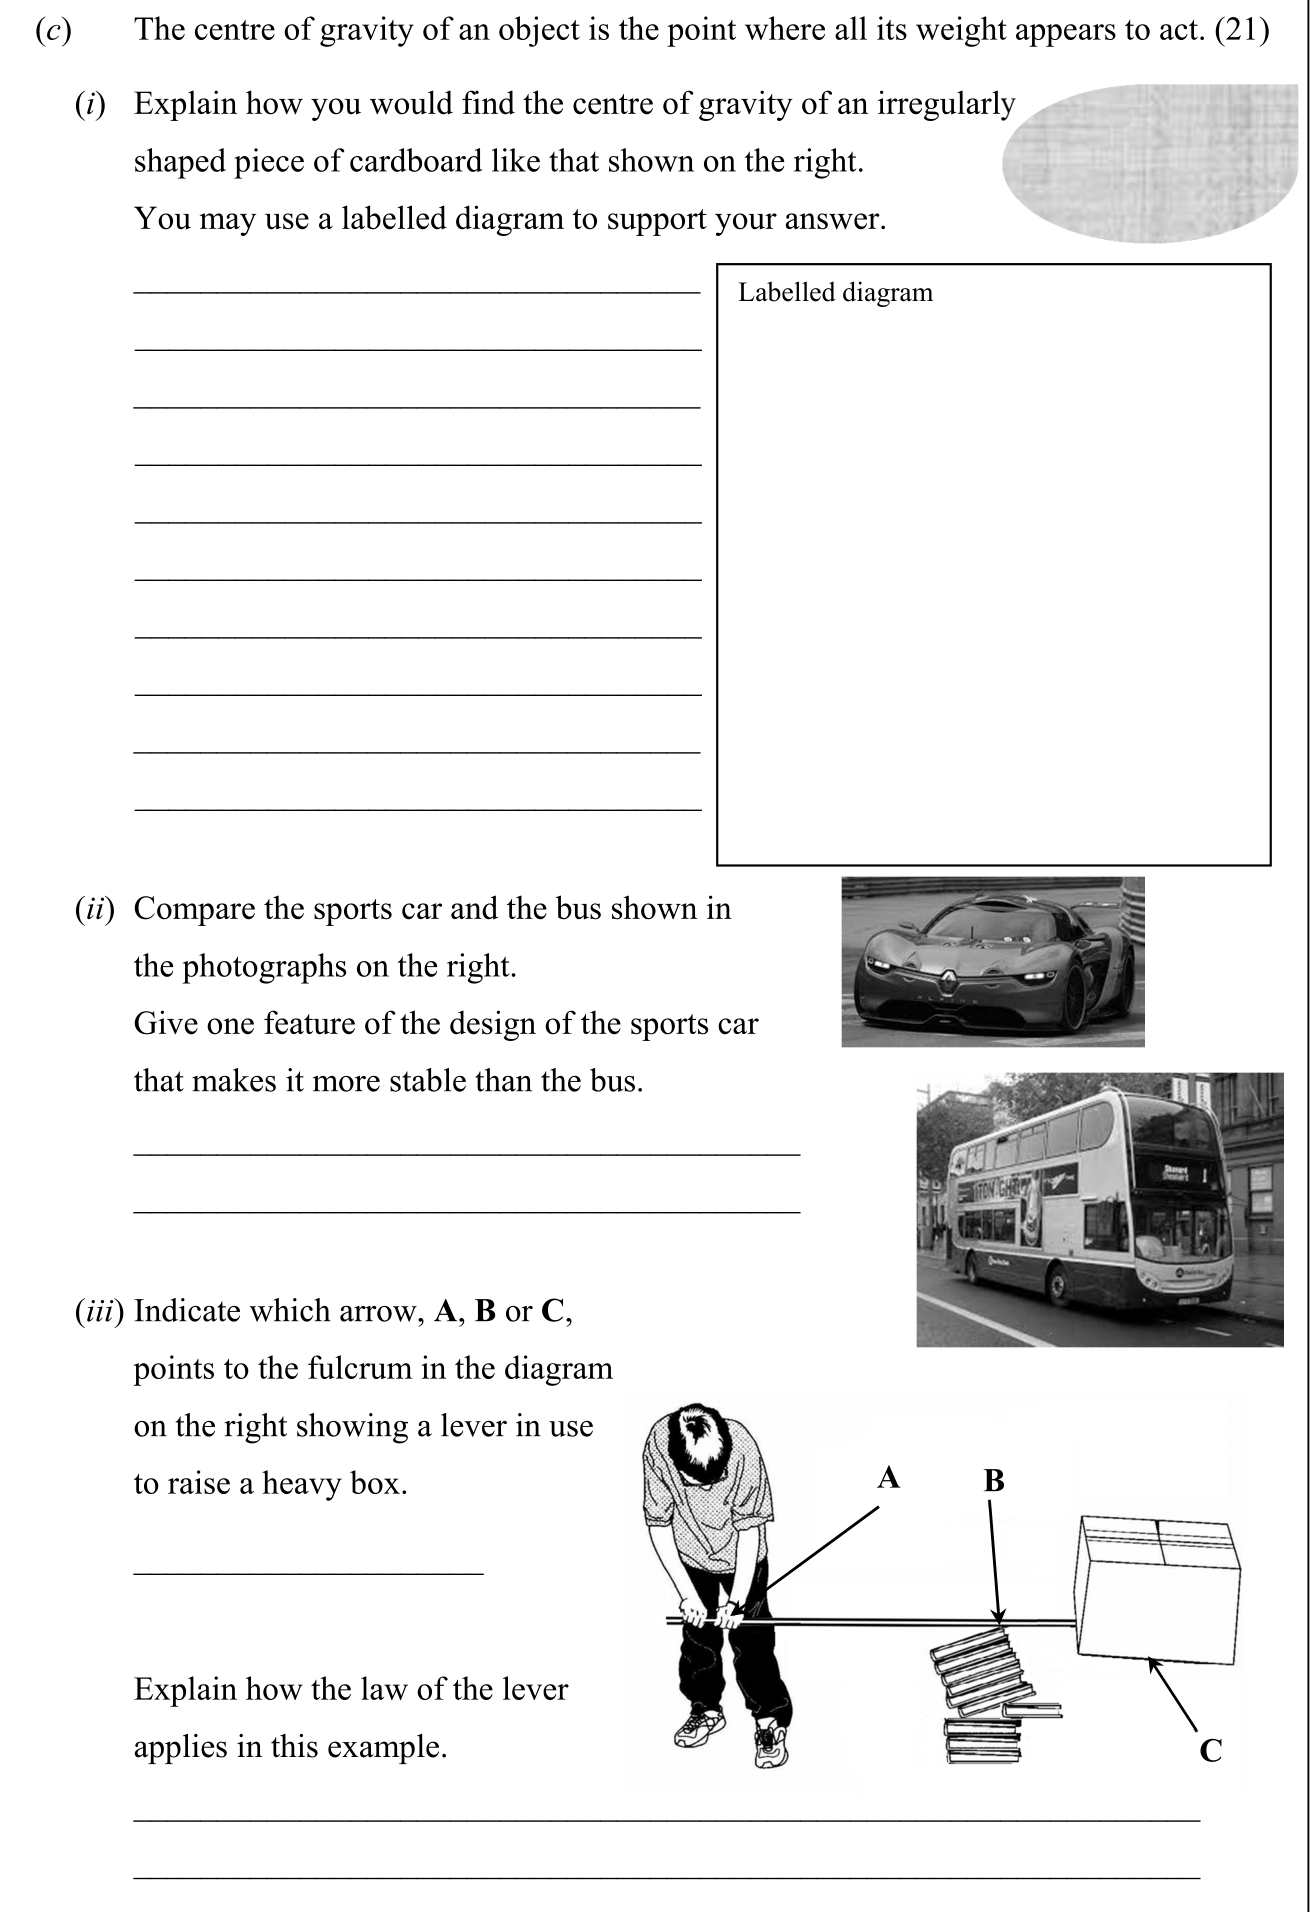 (c) The centre of gravity of an object is the point where all its weight appears to act. (21)
(i) Explain how you would find the centre of gravity of an irregularly
shaped piece of cardboard like that shown on the right.
You may use a labelled diagram to support your answer.
Labelled diagram
(ii) Compare the sports car and the bus shown in
the photographs on the right.
Give one feature of the design of the sports car
that makes it more stable than the bus.
(iii) Indicate which arrow, A, B or C,
points to the fulcrum in the diagram
on the right showing a lever in use
to raise a heavy box.
A B
Explain how the law of the lever
applies in this example.
C